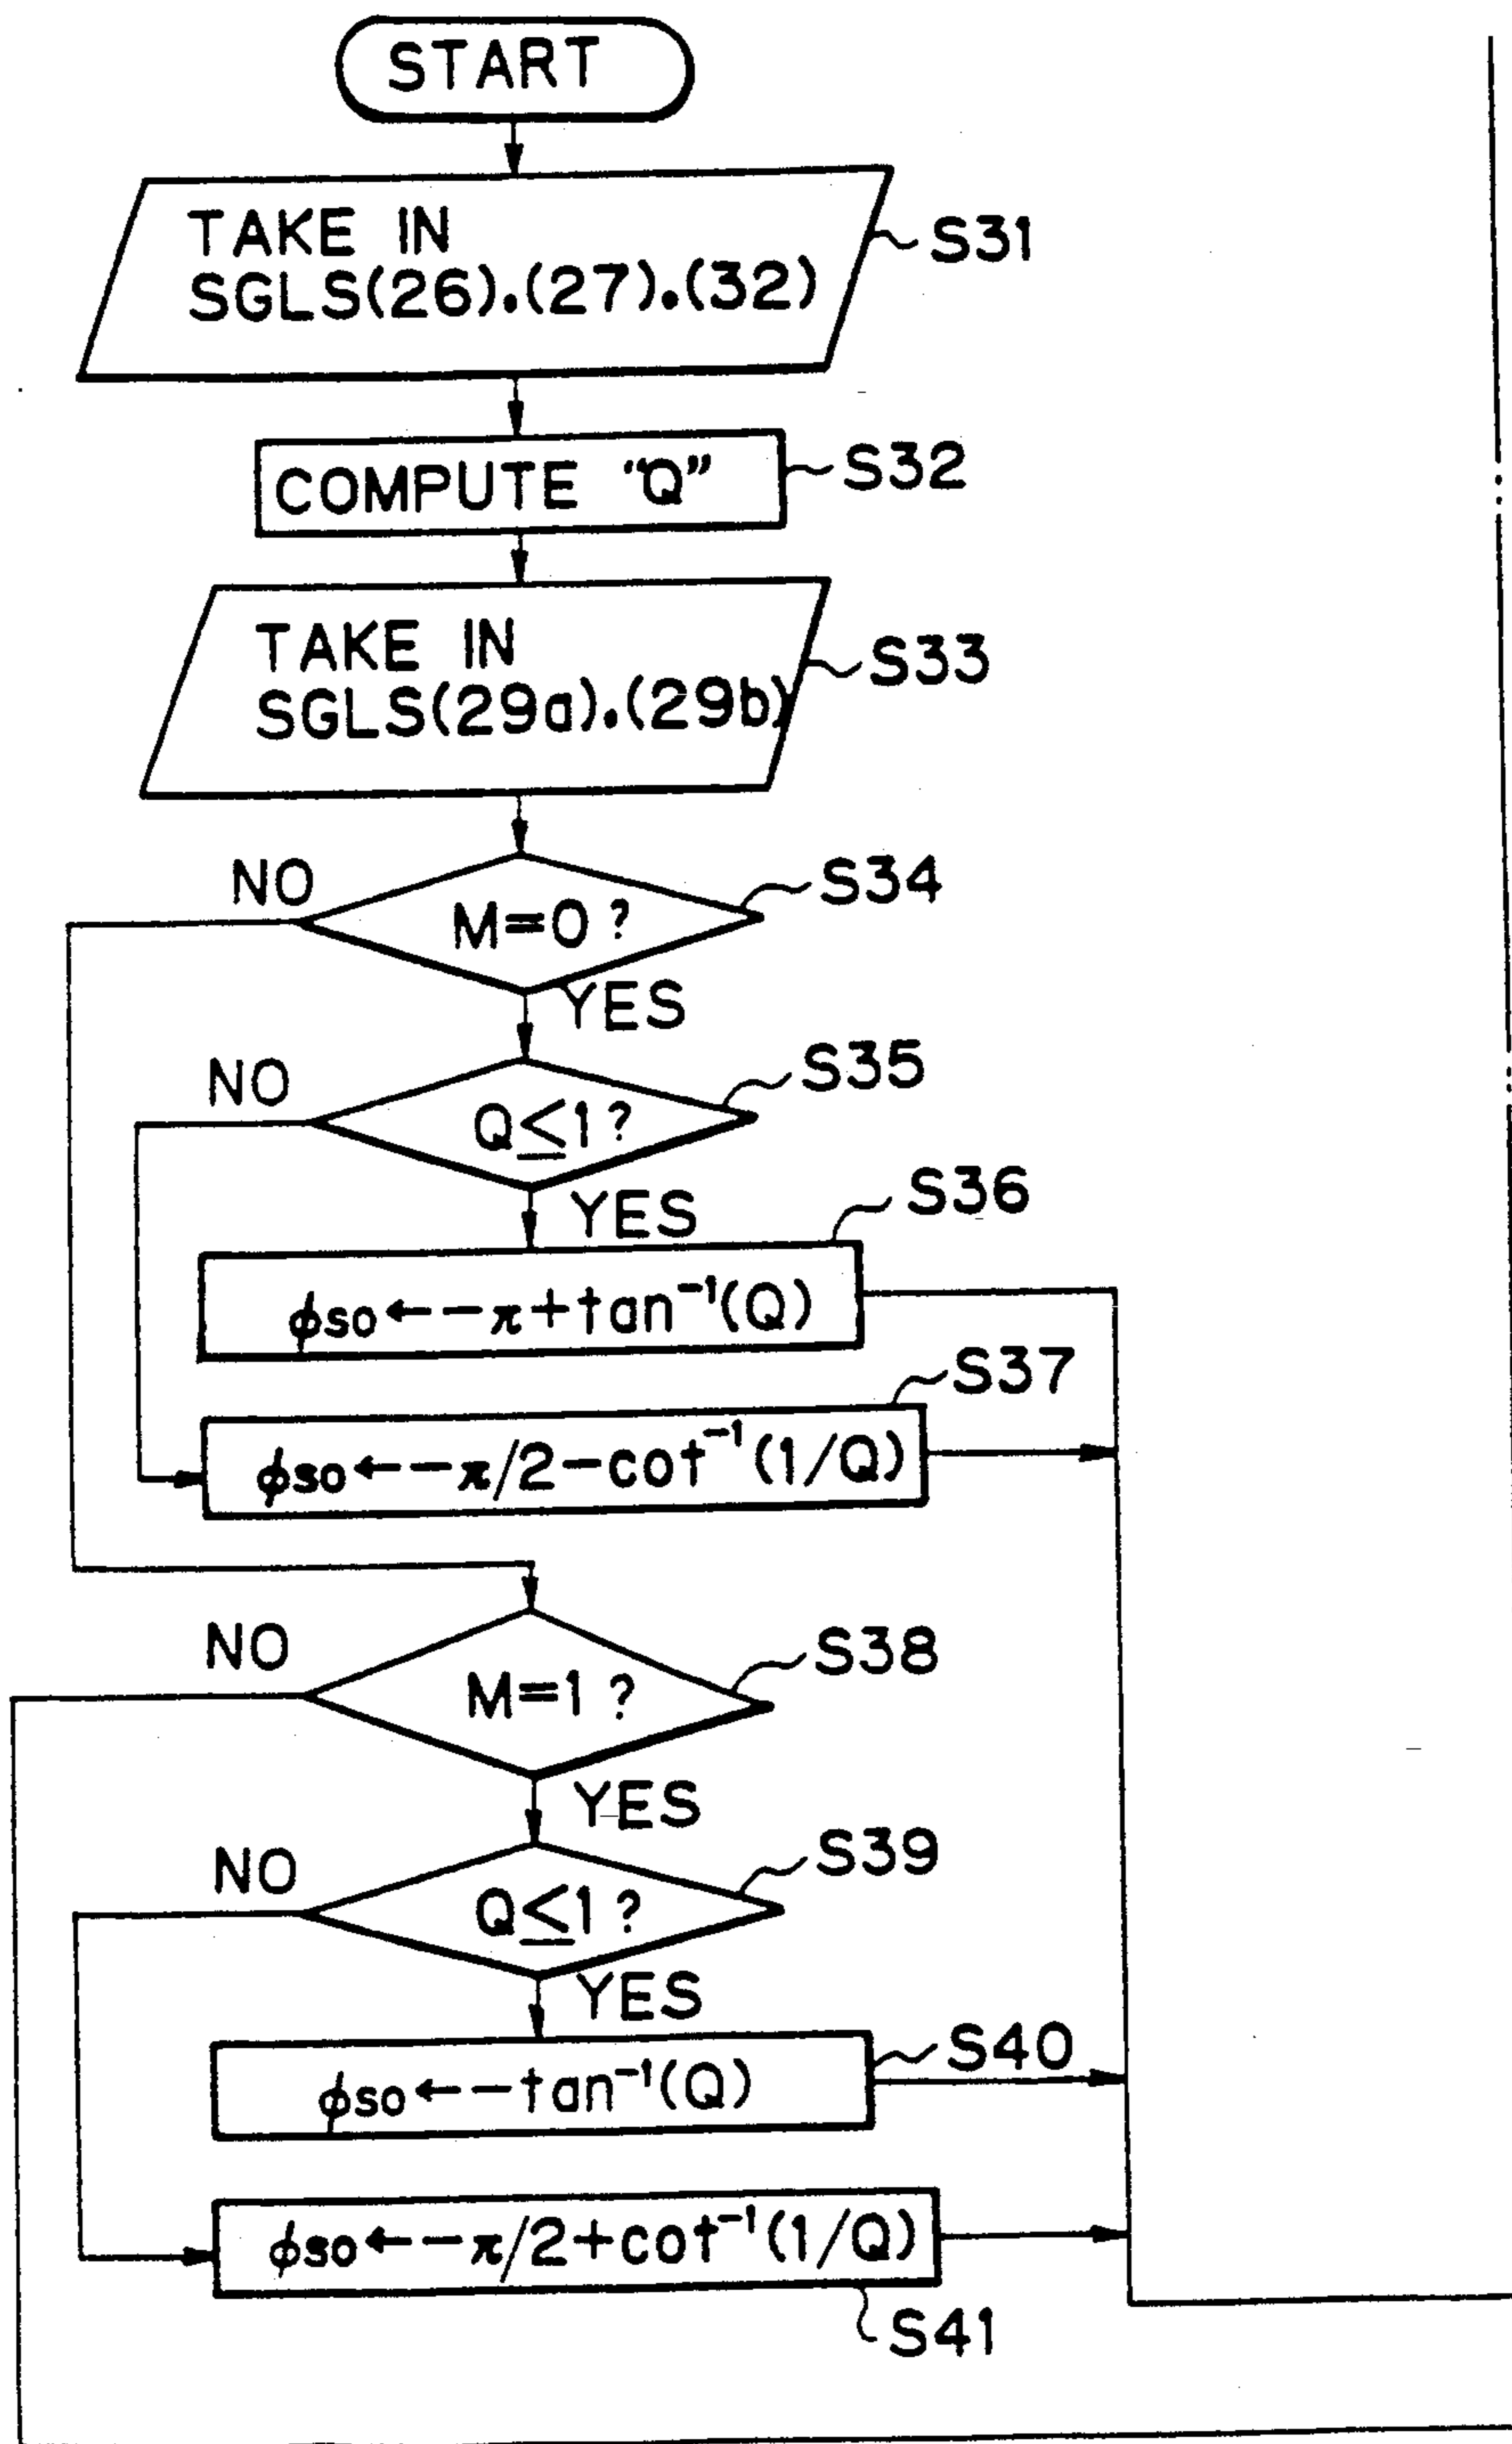 START
TAKE IN
SGLS(26).(27).(32)
S31
COMPUTE "Q"
S32
TAKE IN
SGLS(29a).(29b)
S33
NO
M=0?
S34
YES
NO
Q≤1?
S35
YES
S36
ϕso←-π+tan⁻¹(Q)
S37
ϕso←-π/2-cot⁻¹(1/Q)
NO
M=1?
S38
YES
NO
Q≤1?
S39
YES
ϕso←-tan⁻¹(Q)
S40
ϕso←-π/2+cot⁻¹(1/Q)
S41